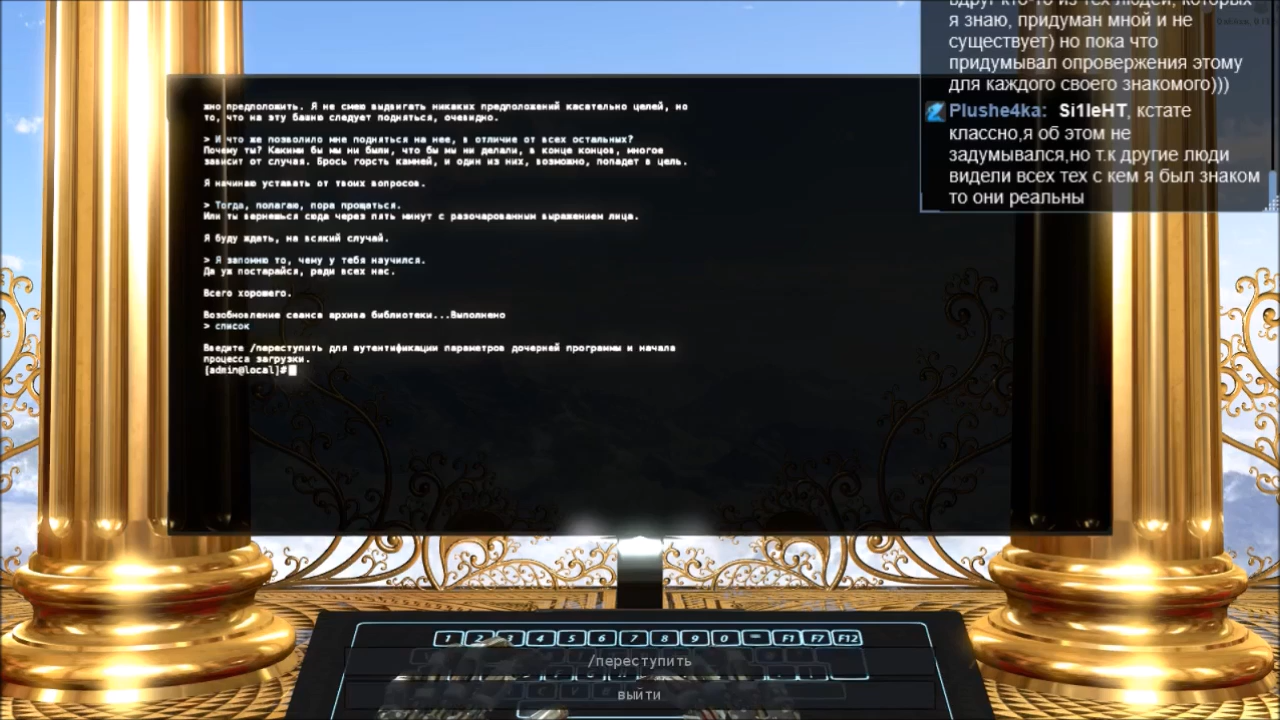 жно предположить. Я не смею выдвигать никаких предположений касательно целей, но
то, что на эту башню следует подняться, очевидно.
> И что же позволило мне подняться на нее, в отличие от всех остальных?
Почему ты? Какими бы мы ни были, что бы мы ни делали, в конце концов, многое
зависит от случая. Брось горсть камней, и один из них, возможно, попадет в цель.
Я начинаю уставать от твоих вопросов.
> Тогда, полагаю, пора прощаться.
Или ты вернешься сюда через пять минут с разочарованным выражением лица.
Я буду ждать, на всякий случай.
> Я запомню то, чему у тебя научился.
Да уж постарайся, ради всех нас.
Всего хорошего.
Возобновление сеанса архива библиотеки...Выполнено
> список
Введите /переступить для аутентификации параметров дочерней программы и начала
процесса загрузки.
[admin@local]#
вдруг кто-то из тех людей, которых
я знаю, придуман мной и не
существует) но пока что
придумывал опровержения этому
для каждого своего знакомого)))
Plushe4ka: Si1leHT, кстате
классно,я об этом не
задумывался,но т.к другие люди
видели всех тех с кем я был знаком
то они реальны
1 2 3 4 5 6 7 8 9 0 F1 F7 F12
/переступить
выйти